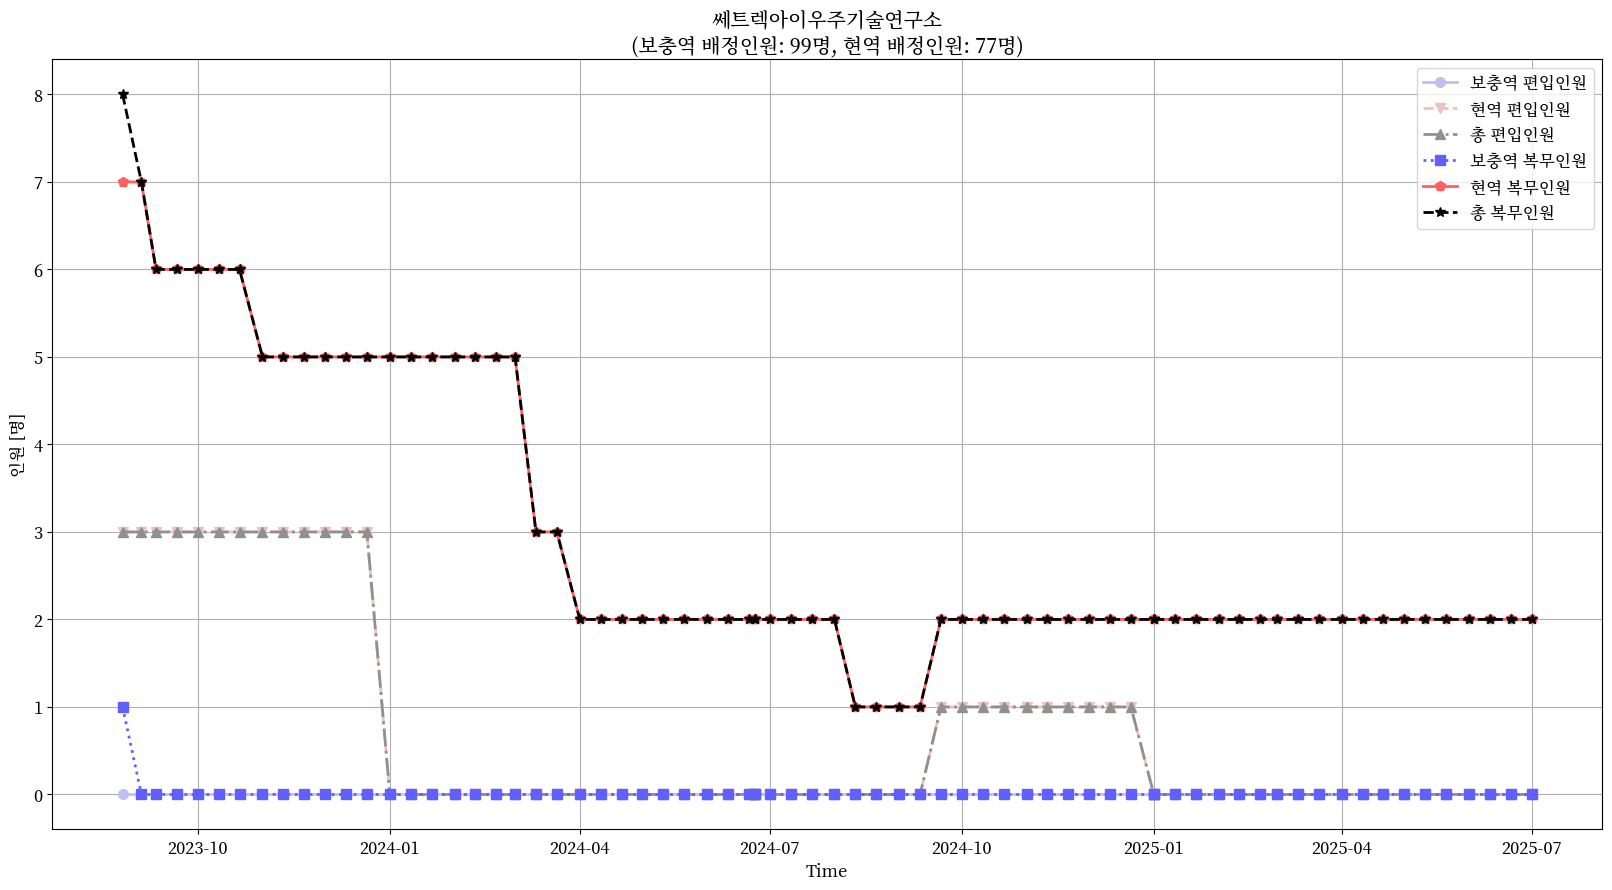 쎄트렉아이우주기술연구소
(보충역 배정인원: 99명, 현역 배정인원: 77명)
보충역 편입인원
현역 편입인원
총 편입인원
보충역 복무인원
현역 복무인원
총 복무인원
인원 [명]
8
7
6
5
4
3
2
1
0
2023-10
2024-01
2024-04
2024-07
2024-10
2025-01
2025-04
2025-07
Time